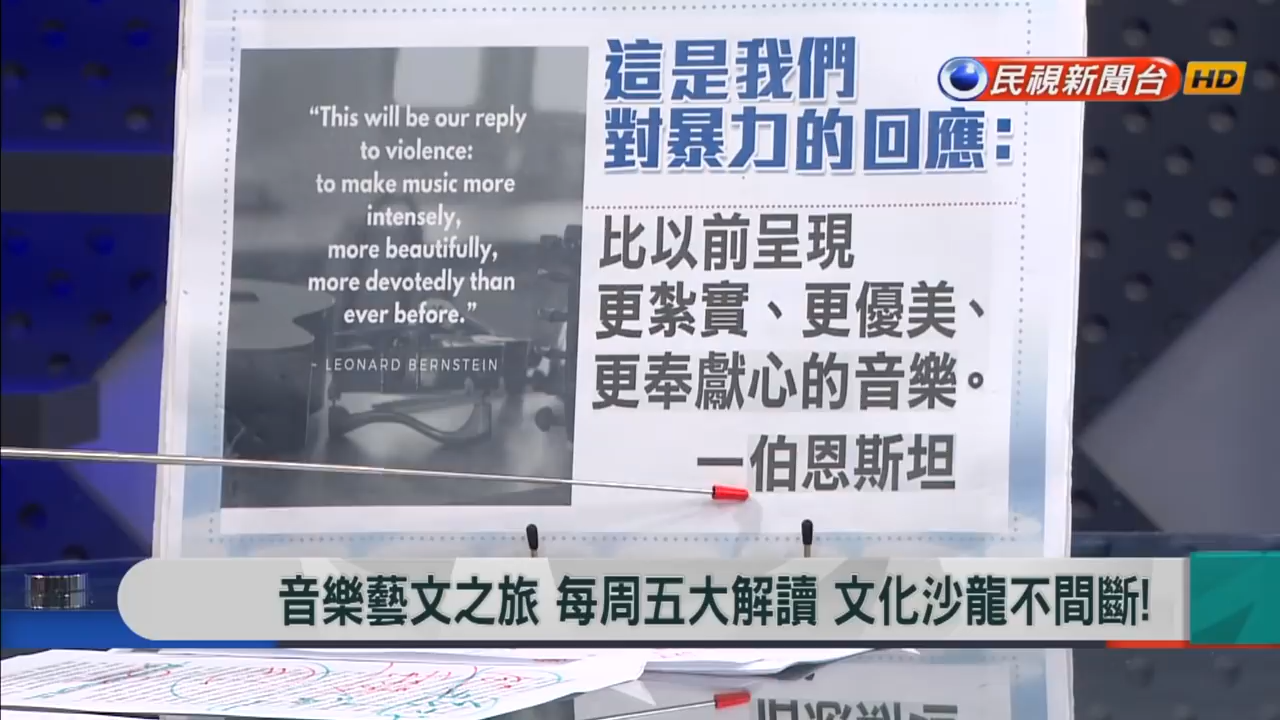 民視新聞台 HD
“This will be our reply
to violence:
to make music more
intensely,
more beautifully,
more devotedly than
ever before.”
- LEONARD BERNSTEIN
這是我們
對暴力的回應：
比以前呈現
更紮實、更優美、
更奉獻心的音樂。
—伯恩斯坦
音樂藝文之旅 每周五大解讀 文化沙龍不間斷!